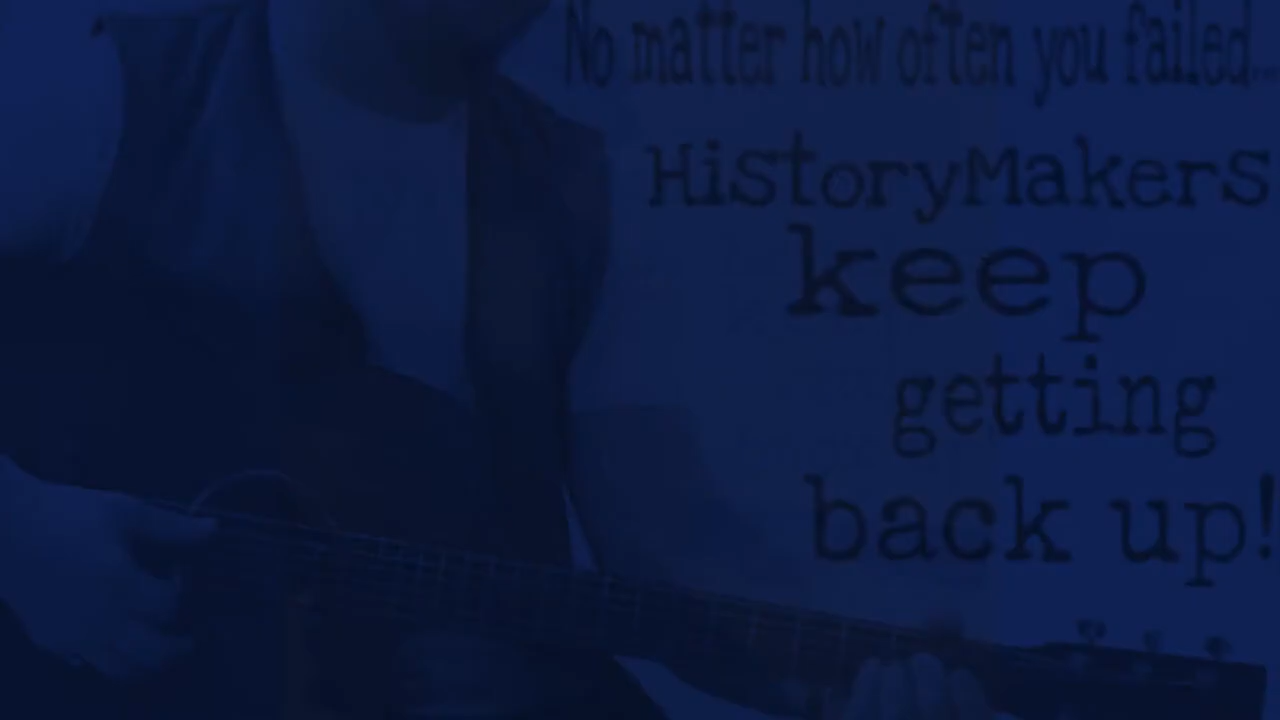 No matter how often you failed...
HistoryMakers
keep
getting
back up!